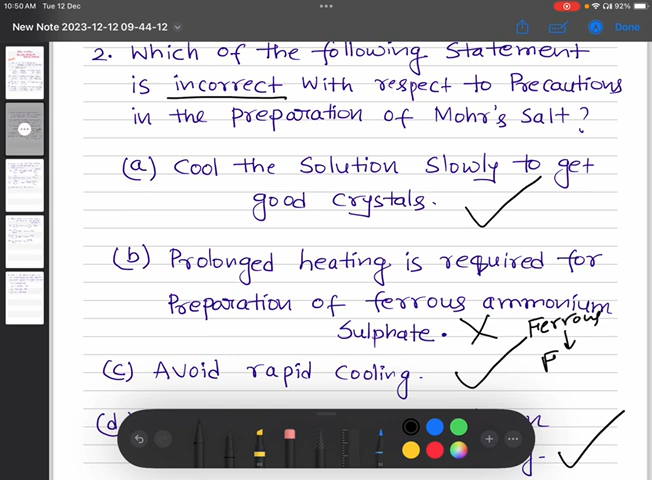 10:50 AM Tue 12 Dec
92%
New Note 2023-12-12 09-44-12
Done
2. Which of the following Statement
is incorrect with respect to Precautions
in the preparation of Mohr's Salt?
(a) Cool the Solution Slowly to get
good crystals.
(b) Prolonged heating is required for
Preparation of ferrous ammonium
Sulphate.
Ferrous
F
(c) Avoid rapid cooling.
(d)